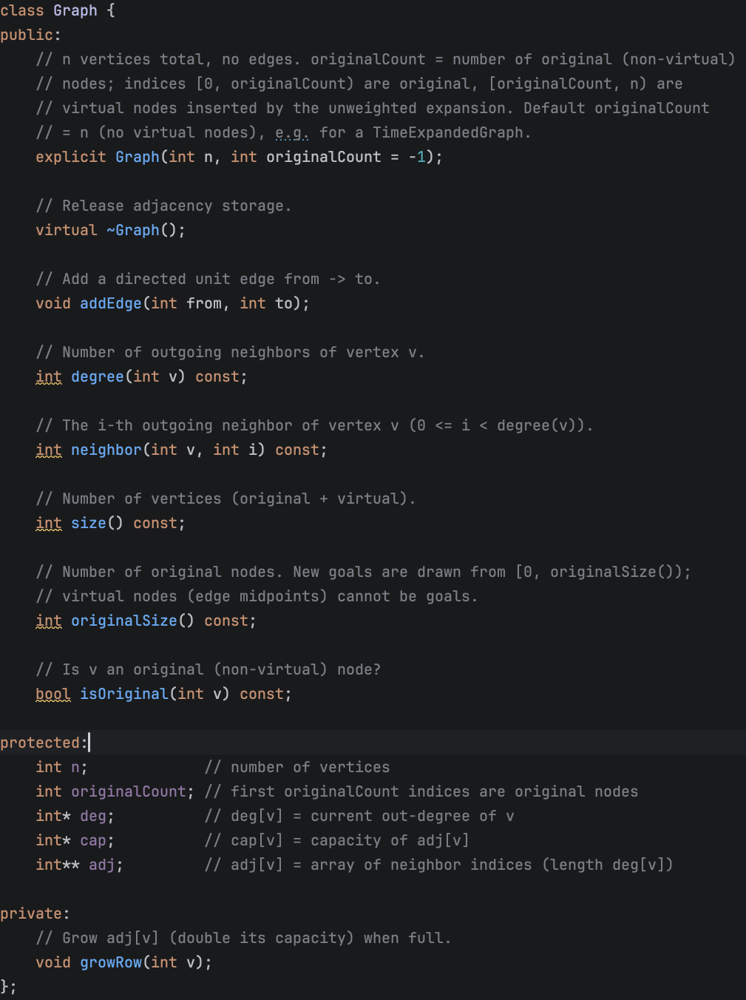 class Graph {
public:
    // n vertices total, no edges. originalCount = number of original (non-virtual)
    // nodes; indices [0, originalCount) are original, [originalCount, n) are
    // virtual nodes inserted by the unweighted expansion. Default originalCount
    // = n (no virtual nodes), e.g. for a TimeExpandedGraph.
    explicit Graph(int n, int originalCount = -1);

    // Release adjacency storage.
    virtual ~Graph();

    // Add a directed unit edge from -> to.
    void addEdge(int from, int to);

    // Number of outgoing neighbors of vertex v.
    int degree(int v) const;

    // The i-th outgoing neighbor of vertex v (0 <= i < degree(v)).
    int neighbor(int v, int i) const;

    // Number of vertices (original + virtual).
    int size() const;

    // Number of original nodes. New goals are drawn from [0, originalSize());
    // virtual nodes (edge midpoints) cannot be goals.
    int originalSize() const;

    // Is v an original (non-virtual) node?
    bool isOriginal(int v) const;

protected:
    int n;             // number of vertices
    int originalCount; // first originalCount indices are original nodes
    int* deg;          // deg[v] = current out-degree of v
    int* cap;          // cap[v] = capacity of adj[v]
    int** adj;         // adj[v] = array of neighbor indices (length deg[v])

private:
    // Grow adj[v] (double its capacity) when full.
    void growRow(int v);
};